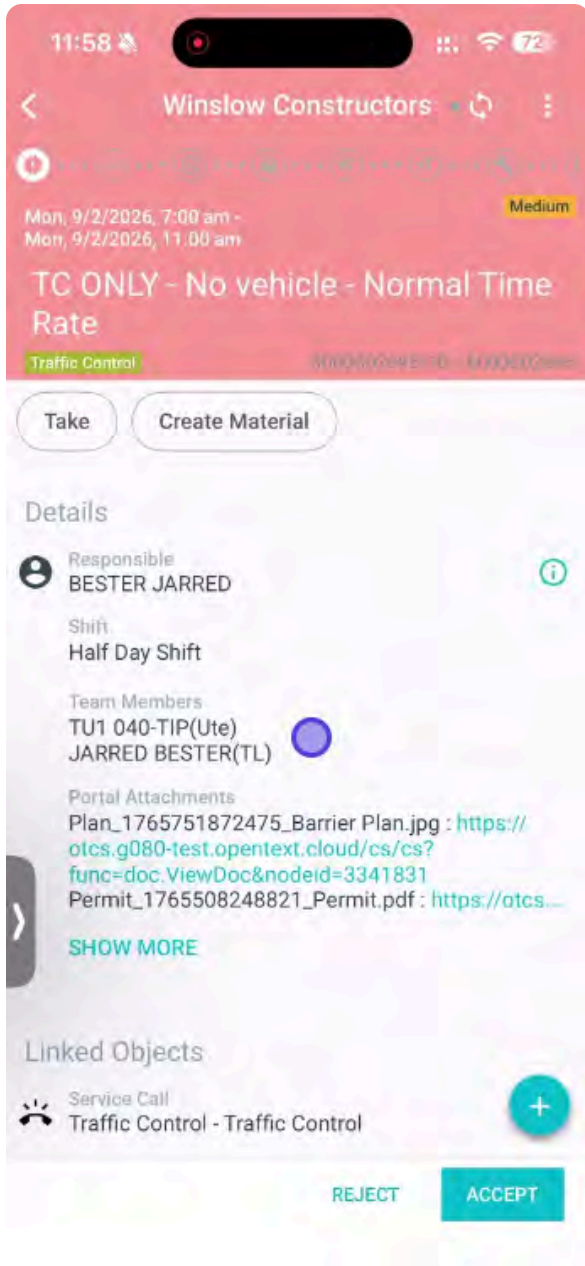 11:58
72
Winslow Constructors
Medium
Mon, 9/2/2026, 7:00 am -
Mon, 9/2/2026, 11:00 am
TC ONLY - No vehicle - Normal Time
Rate
Traffic Control
Take
Create Material
Details
Responsible
BESTER JARRED
Shift
Half Day Shift
Team Members
TU1 040-TIP(Ute)
JARRED BESTER(TL)
Portal Attachments
Plan_1765751872475_Barrier Plan.jpg : https://
otcs.g080-test.opentext.cloud/cs/cs?
func=doc.ViewDoc&nodeid=3341831
Permit_1765508248821_Permit.pdf : https://otcs...
SHOW MORE
Linked Objects
Service Call
Traffic Control - Traffic Control
+
REJECT
ACCEPT